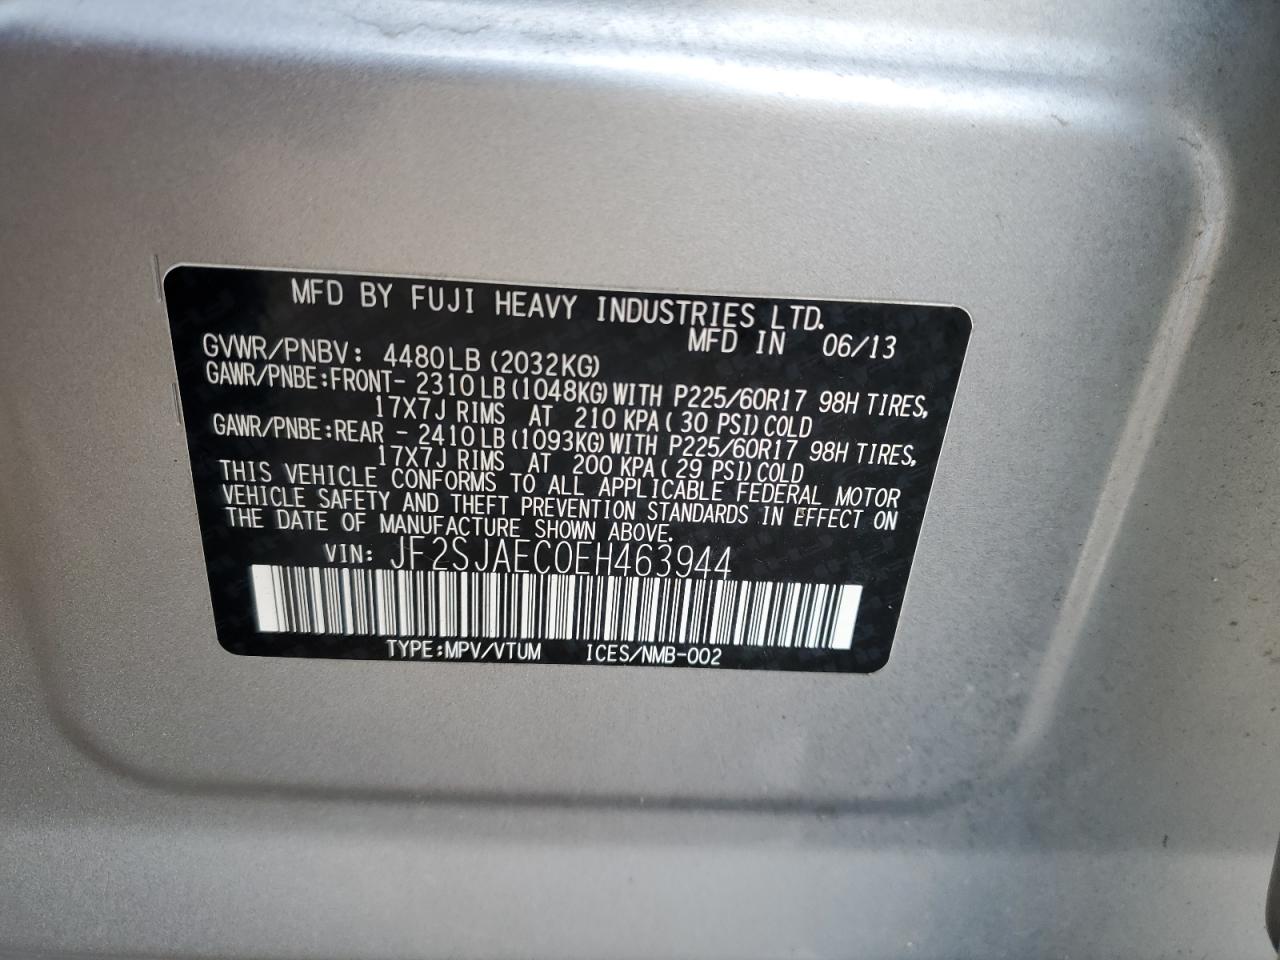 MFD BY FUJI HEAVY INDUSTRIES LTD.
MFD IN 06/13
GVWR/PNBV: 4480LB (2032KG)
GAWR/PNBE:FRONT- 2310LB (1048KG) WITH P225/60R17 98H TIRES,
17X7J RIMS AT 210 KPA ( 30 PSI) COLD
GAWR/PNBE:REAR - 2410LB (1093KG) WITH P225/60R17 98H TIRES,
17X7J RIMS AT 200 KPA ( 29 PSI) COLD
THIS VEHICLE CONFORMS TO ALL APPLICABLE FEDERAL MOTOR
VEHICLE SAFETY AND THEFT PREVENTION STANDARDS IN EFFECT ON
THE DATE OF MANUFACTURE SHOWN ABOVE.
VIN: JF2SJAEC0EH463944
TYPE:MPV/VTUM ICES/NMB-002